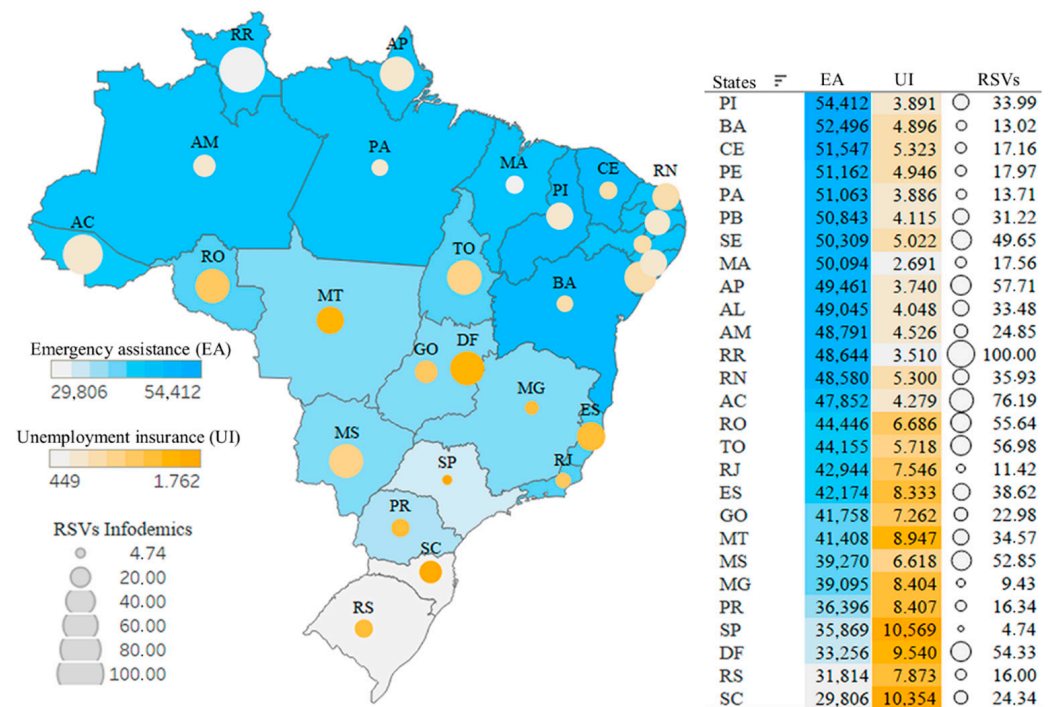 RR
AP
AM
PA
MA
CE
RN
PI
AC
RO
TO
BA
MT
GO
DF
MG
ES
MS
SP
RJ
PR
SC
RS
Emergency assistance (EA)
29,806 54,412
Unemployment insurance (UI)
449 1.762
RSVs Infodemics
4.74
20.00
40.00
60.00
80.00
100.00
States EA UI RSVs
PI 54,412 3.891 33.99
BA 52,496 4.896 13.02
CE 51,547 5.323 17.16
PE 51,162 4.946 17.97
PA 51,063 3.886 13.71
PB 50,843 4.115 31.22
SE 50,309 5.022 49.65
MA 50,094 2.691 17.56
AP 49,461 3.740 57.71
AL 49,045 4.048 33.48
AM 48,791 4.526 24.85
RR 48,644 3.510 100.00
RN 48,580 5.300 35.93
AC 47,852 4.279 76.19
RO 44,446 6.686 55.64
TO 44,155 5.718 56.98
RJ 42,944 7.546 11.42
ES 42,174 8.333 38.62
GO 41,758 7.262 22.98
MT 41,408 8.947 34.57
MS 39,270 6.618 52.85
MG 39,095 8.404 9.43
PR 36,396 8.407 16.34
SP 35,869 10,569 4.74
DF 33,256 9.540 54.33
RS 31,814 7.873 16.00
SC 29,806 10,354 24.34